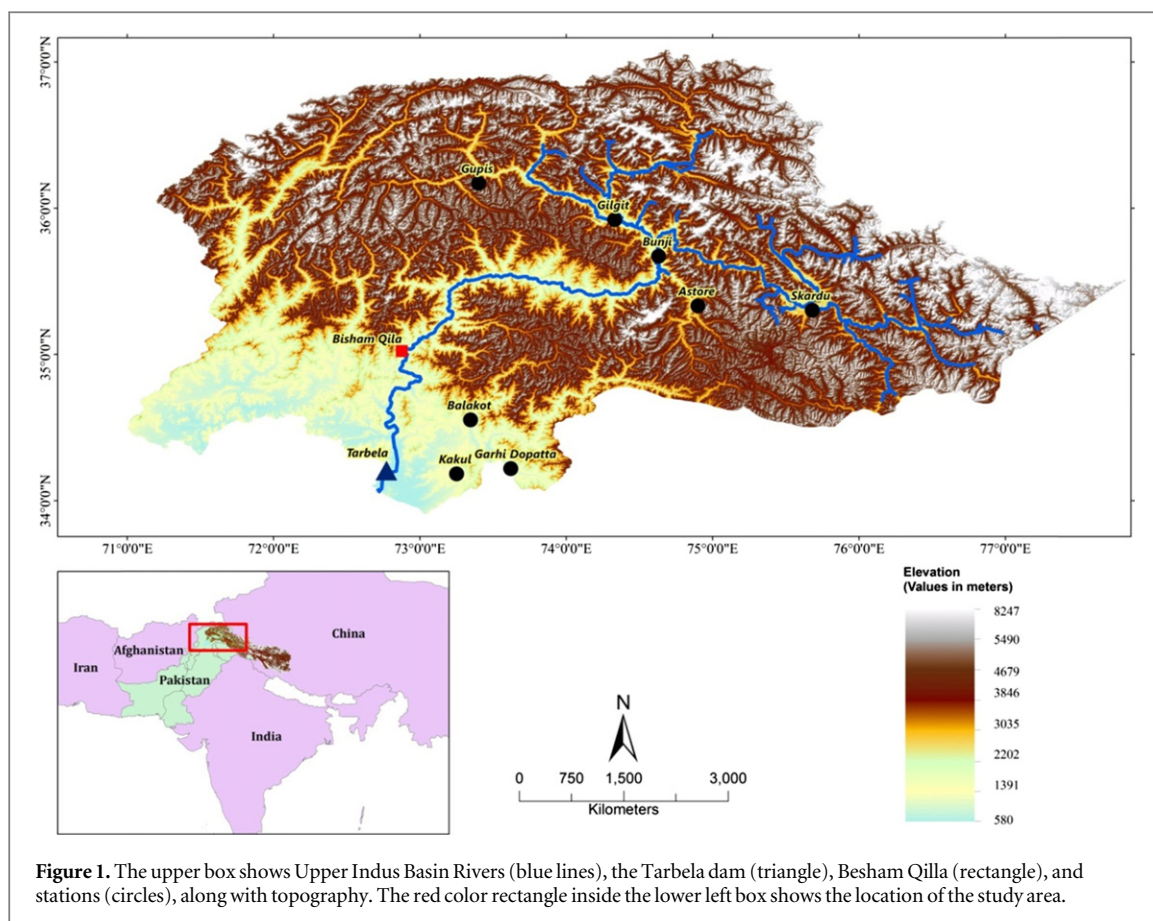 37°0'0"N
36°0'0"N
35°0'0"N
34°0'0"N
Gupis
Gilgit
Bunji
Astore
Skardu
Bisham Qila
Balakot
Tarbela
Kakul
Garhi Dopatta
71°0'0"E
72°0'0"E
73°0'0"E
74°0'0"E
75°0'0"E
76°0'0"E
77°0'0"E
China
Afghanistan
Iran
Pakistan
India
N
0 750 1,500 3,000
Kilometers
Elevation
(Values in meters)
8247
5490
4679
3846
3035
2202
1391
580
Figure 1. The upper box shows Upper Indus Basin Rivers (blue lines), the Tarbela dam (triangle), Besham Qilla (rectangle), and
stations (circles), along with topography. The red color rectangle inside the lower left box shows the location of the study area.